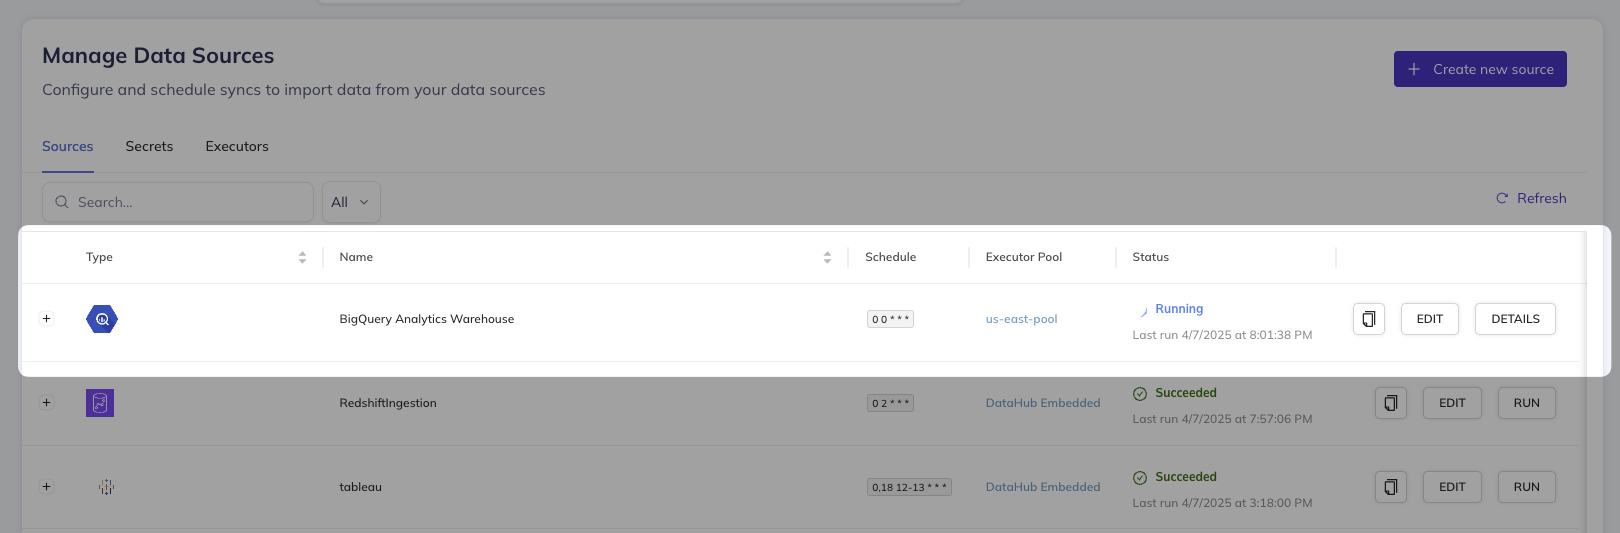 Manage Data Sources
Configure and schedule syncs to import data from your data sources
Create new source
Sources Secrets Executors
Search... All Refresh
Type Name Schedule Executor Pool Status
BigQuery Analytics Warehouse 0 0 * * * us-east-pool Running EDIT DETAILS
Last run 4/7/2025 at 8:01:38 PM
RedshiftIngestion 0 2 * * * DataHub Embedded Succeeded EDIT RUN
Last run 4/7/2025 at 7:57:06 PM
tableau 0,18 12-13 * * * DataHub Embedded Succeeded EDIT RUN
Last run 4/7/2025 at 3:18:00 PM